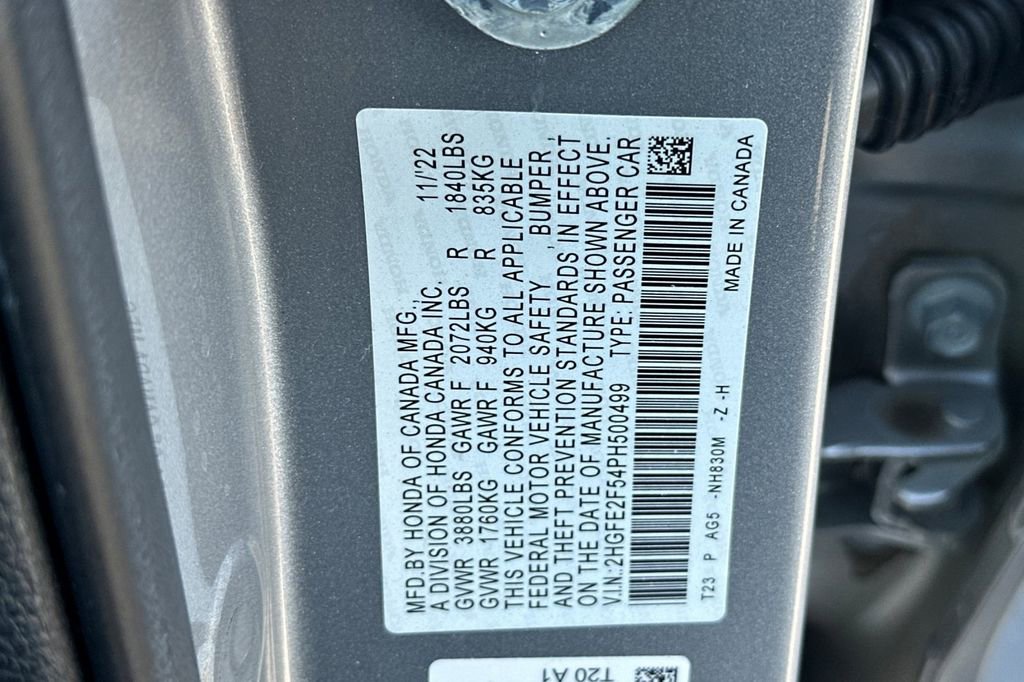 MFD.BY HONDA OF CANADA MFG., 11/'22
A DIVISION OF HONDA CANADA INC.
GVWR 3880LBS GAWR F 2072LBS R 1840LBS
GVWR 1760KG GAWR F 940KG R 835KG
THIS VEHICLE CONFORMS TO ALL APPLICABLE
FEDERAL MOTOR VEHICLE SAFETY , BUMPER ,
AND THEFT PREVENTION STANDARDS IN EFFECT
ON THE DATE OF MANUFACTURE SHOWN ABOVE.
V.I.N.:2HGFE2F54PH500499 TYPE: PASSENGER CAR
T23 P AG5 -NH830M -Z -H
MADE IN CANADA
T20 A1